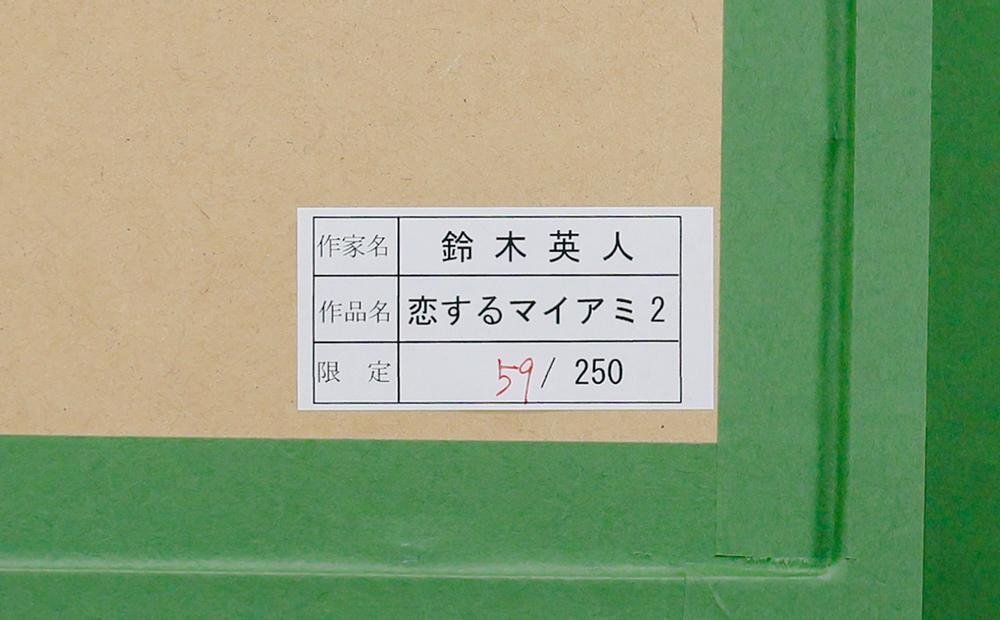 作家名 鈴木英人
作品名 恋するマイアミ2
限 定 59/ 250